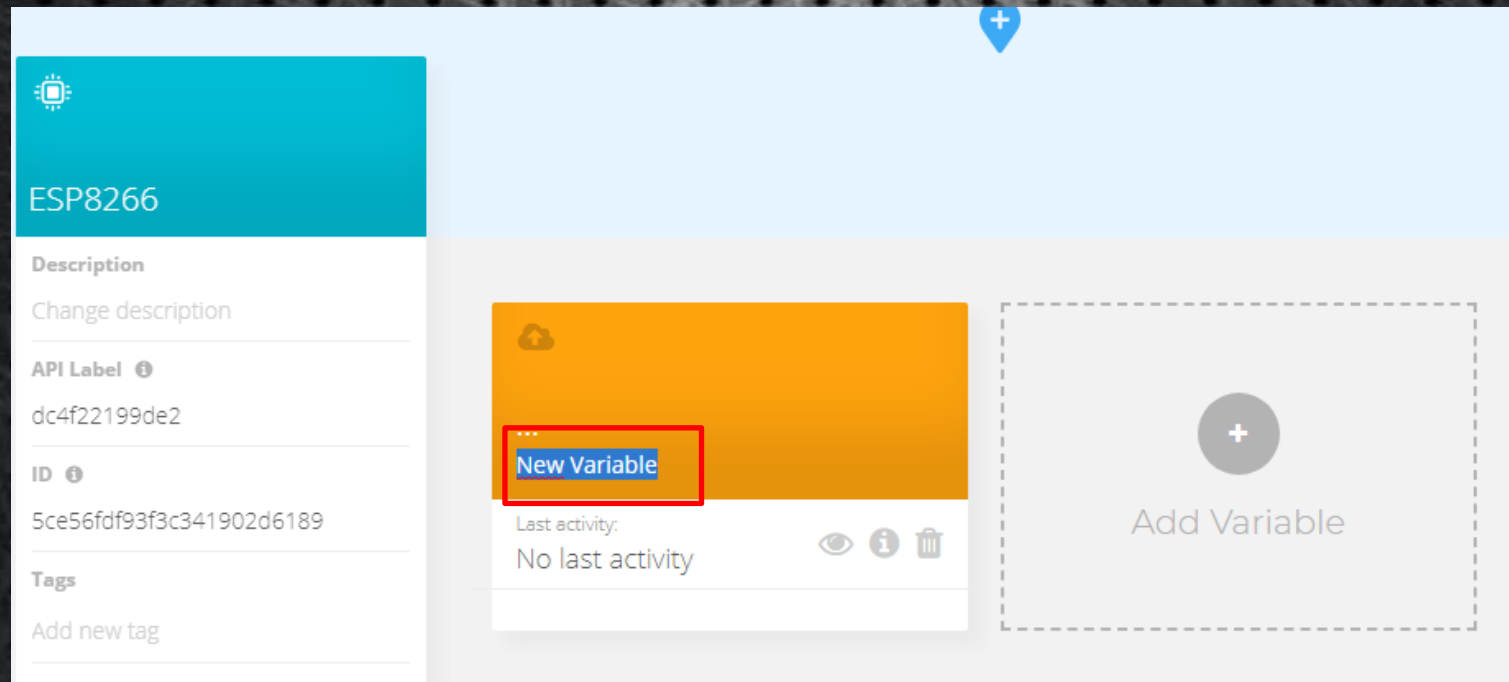 ESP8266
Description
Change description
API Label
dc4f22199de2
ID
5ce56fdf93f3c341902d6189
Tags
Add new tag
...
New Variable
Last activity:
No last activity
Add Variable